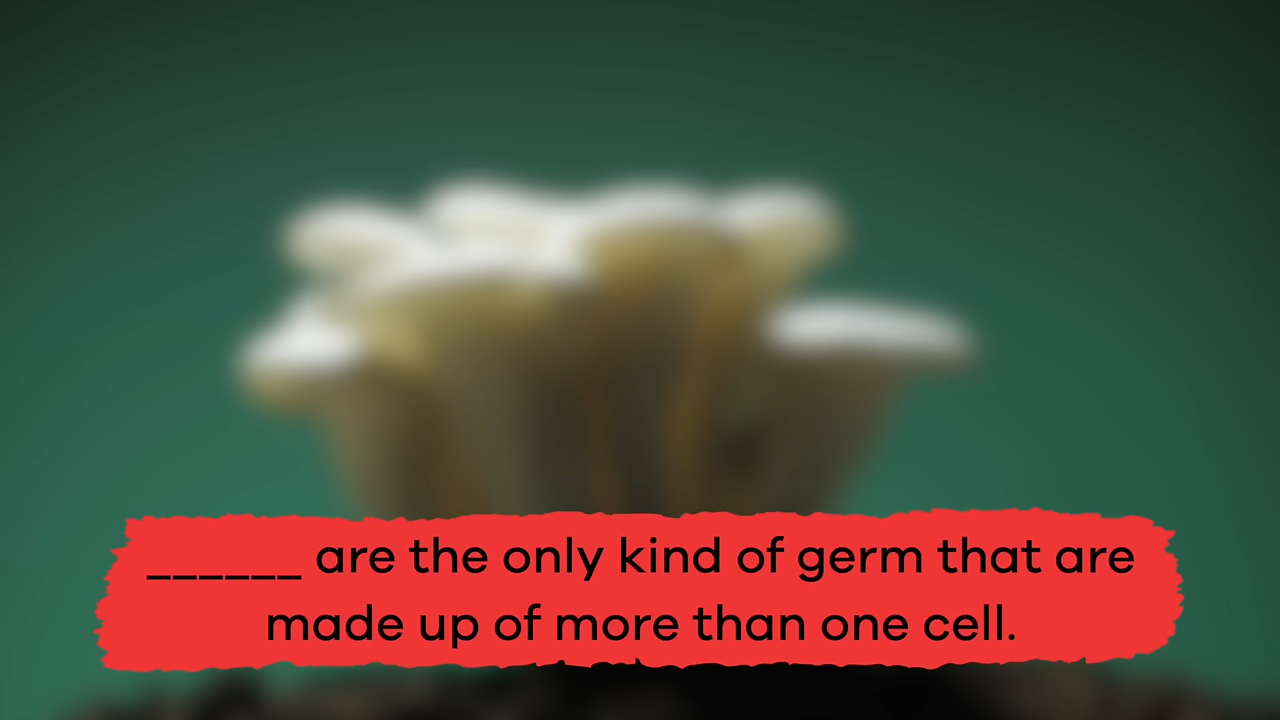 ______ are the only kind of germ that are
made up of more than one cell.